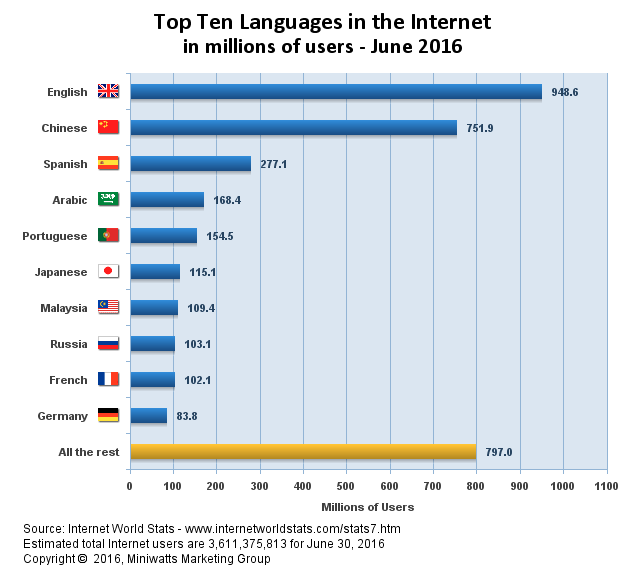 Top Ten Languages in the Internet
in millions of users - June 2016
English 948.6
Chinese 751.9
Spanish 277.1
Arabic 168.4
Portuguese 154.5
Japanese 115.1
Malaysia 109.4
Russia 103.1
French 102.1
Germany 83.8
All the rest 797.0
0 100 200 300 400 500 600 700 800 900 1000 1100
Millions of Users
Source: Internet World Stats - www.internetworldstats.com/stats7.htm
Estimated total Internet users are 3,611,375,813 for June 30, 2016
Copyright © 2016, Miniwatts Marketing Group